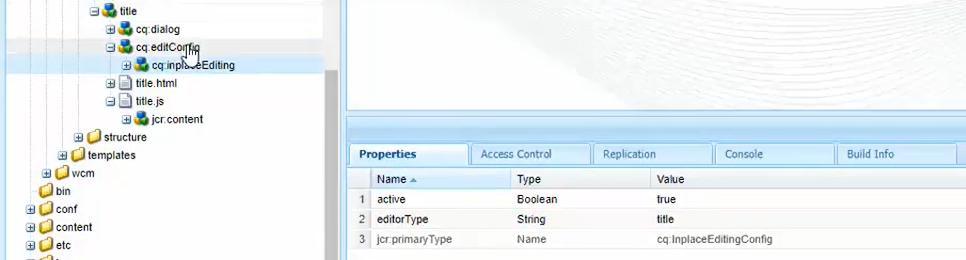 title
cq:dialog
cq:editConfig
cq:inplaceEditing
title.html
title.js
jcr:content
structure
templates
wcm
bin
conf
content
etc
Properties Access Control Replication Console Build Info
Name Type Value
1 active Boolean true
2 editorType String title
3 jcr:primaryType Name cq:InplaceEditingConfig